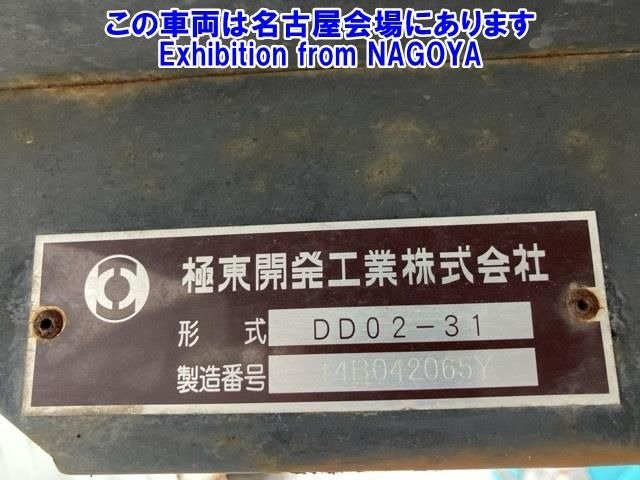 この車両は名古屋会場にあります
Exhibition from NAGOYA
極東開発工業株式会社
形 式 DD02-31
製造番号 14B042065Y